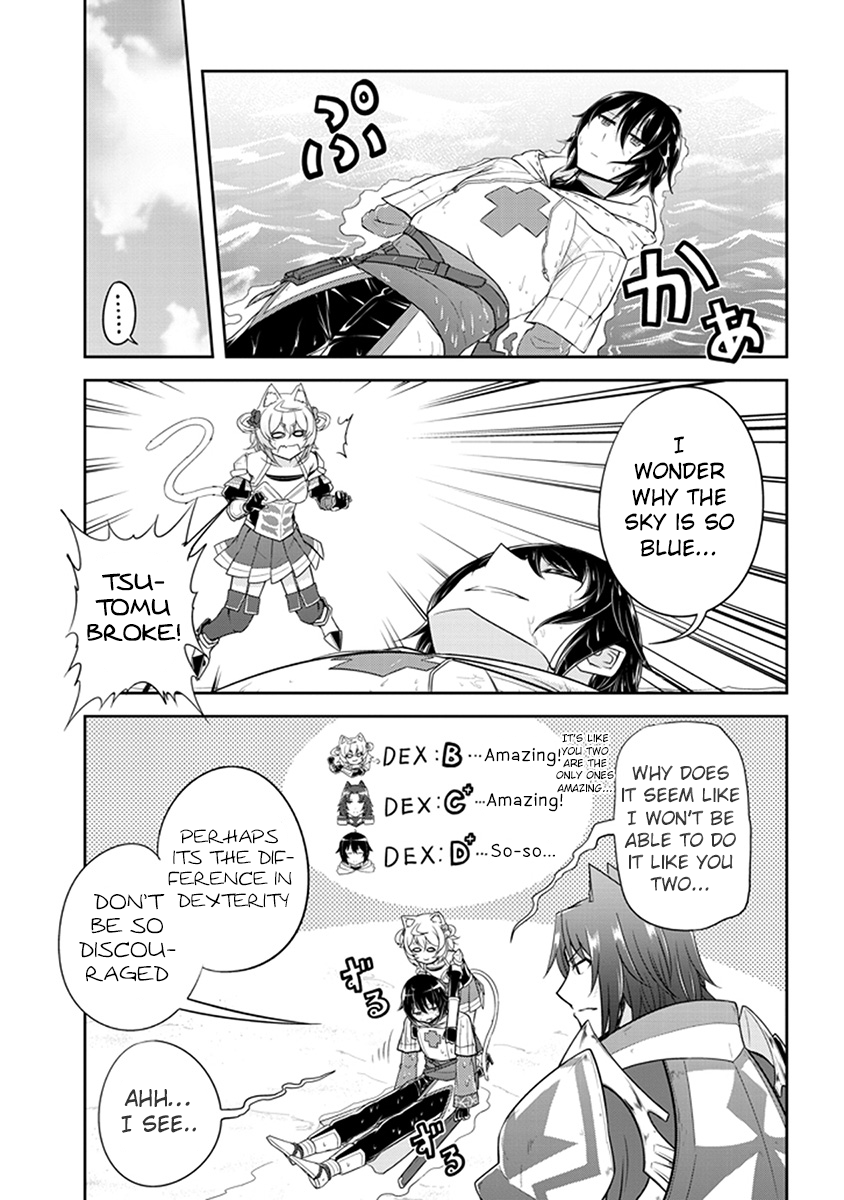 ぷ
か
ぷ
かぁ
……
I
WONDER
WHY THE
SKY IS SO
BLUE...
TSU-
TOMU
BROKE!
WHY DOES
IT SEEM LIKE
I WON'T BE
ABLE TO DO
IT LIKE YOU
TWO...
IT'S LIKE
YOU TWO
ARE THE
ONLY ONES
AMAZING...
DEX:B …Amazing!
DEX:C+ …Amazing!
DEX:D+ …So-so...
PERHAPS
ITS THE DIF-
FERENCE IN
DEXTERITY
DON'T
BE SO
DISCOU-
RAGED
ずる
ずる
AHH...
I SEE..